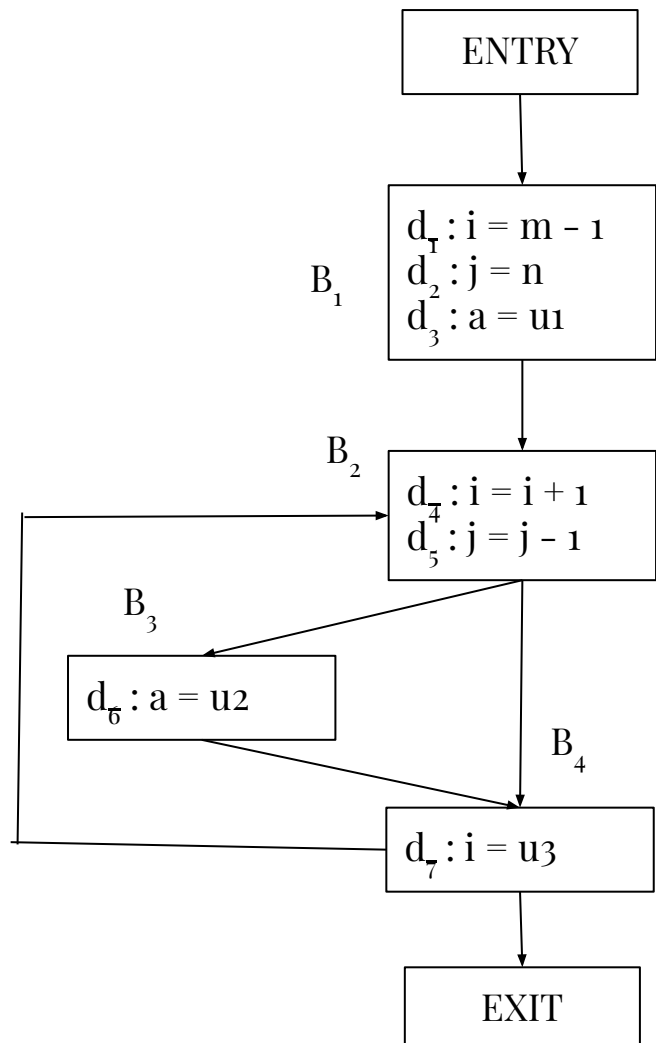 ENTRY
d₁ : i = m - 1
d₂ : j = n
d₃ : a = u1
B₁
B₂
d₄ : i = i + 1
d₅ : j = j - 1
B₃
d₆ : a = u2
B₄
d₇ : i = u3
EXIT